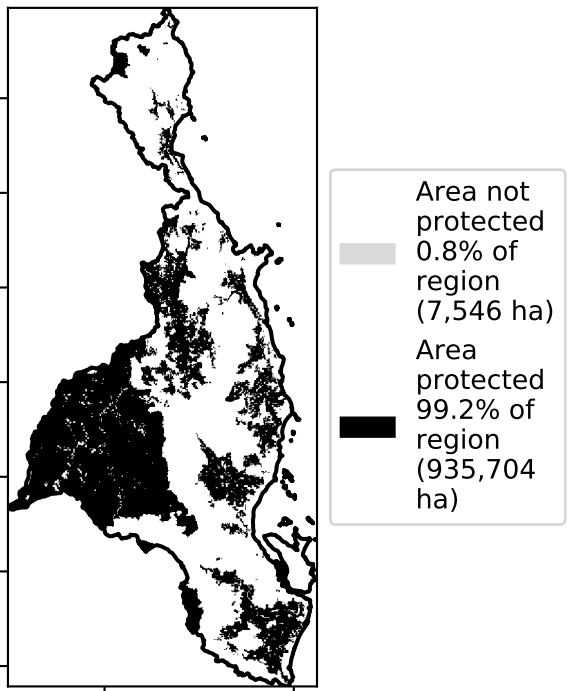 Area not
protected
0.8% of
region
(7,546 ha)
Area
protected
99.2% of
region
(935,704
ha)